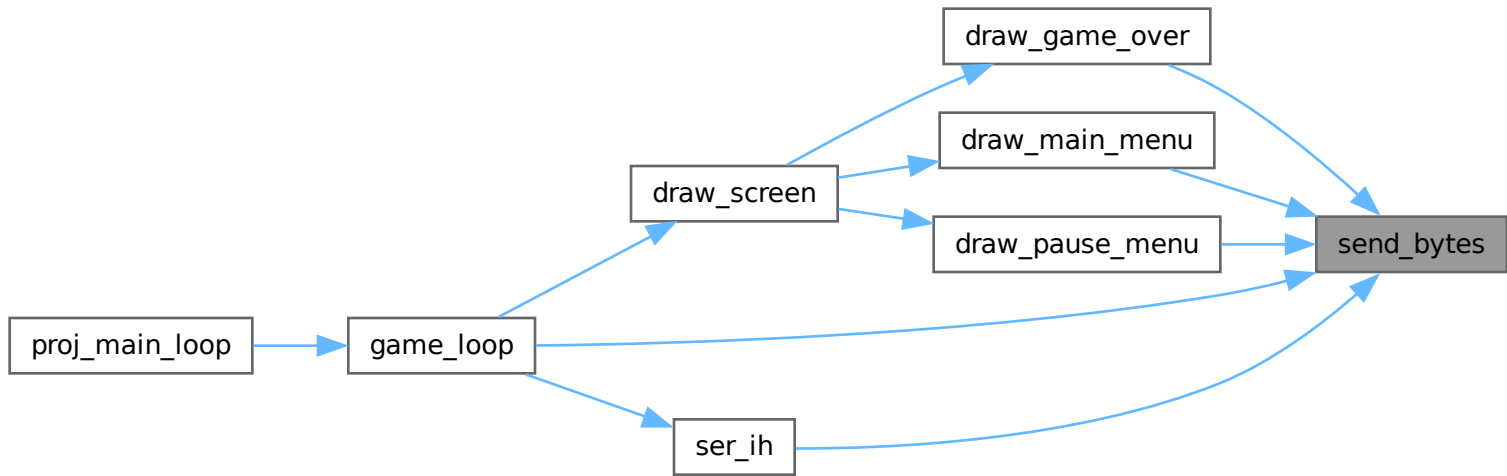 draw_game_over
draw_main_menu
draw_screen
draw_pause_menu
send_bytes
proj_main_loop
game_loop
ser_ih